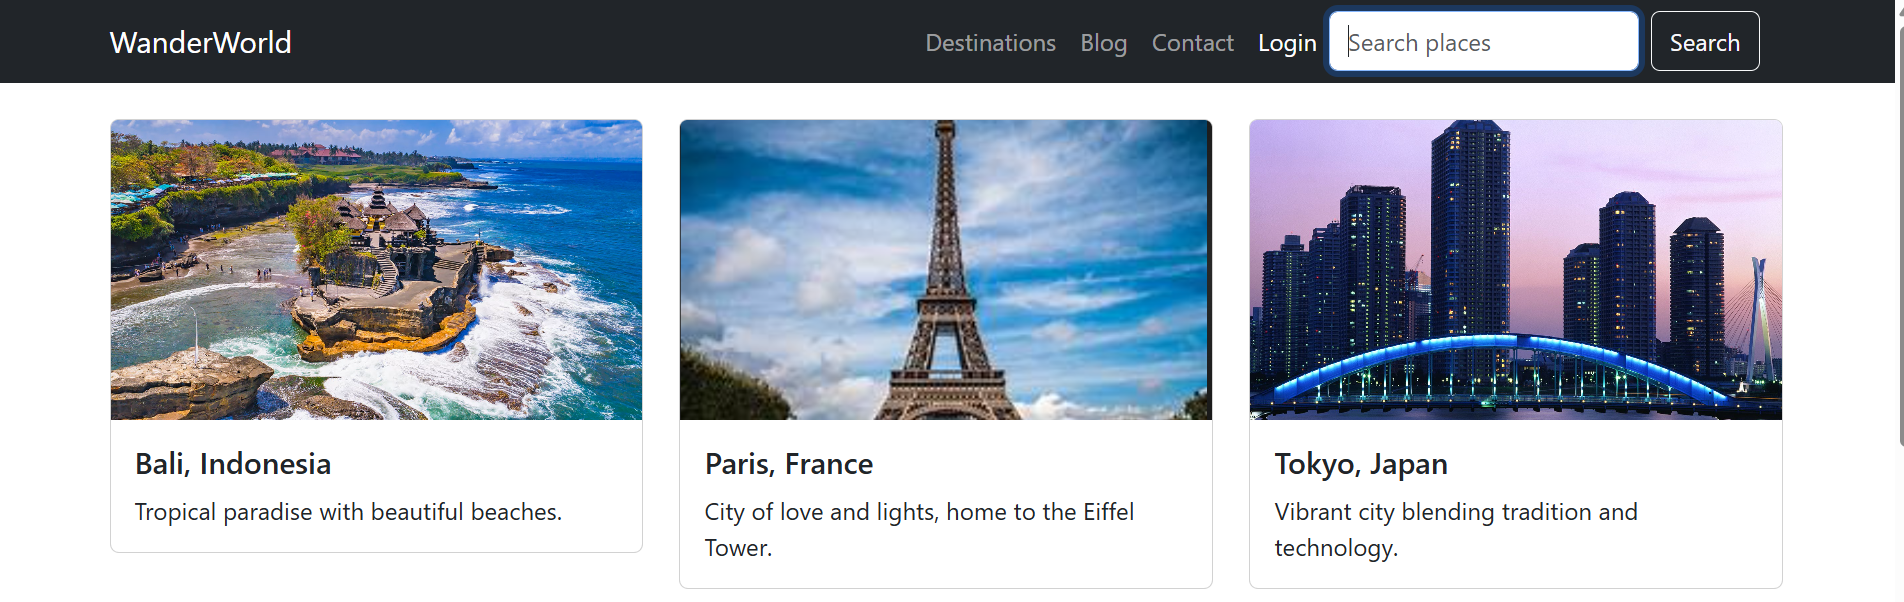 WanderWorld Destinations Blog Contact Login Search places Search
Bali, Indonesia
Tropical paradise with beautiful beaches.
Paris, France
City of love and lights, home to the Eiffel
Tower.
Tokyo, Japan
Vibrant city blending tradition and
technology.